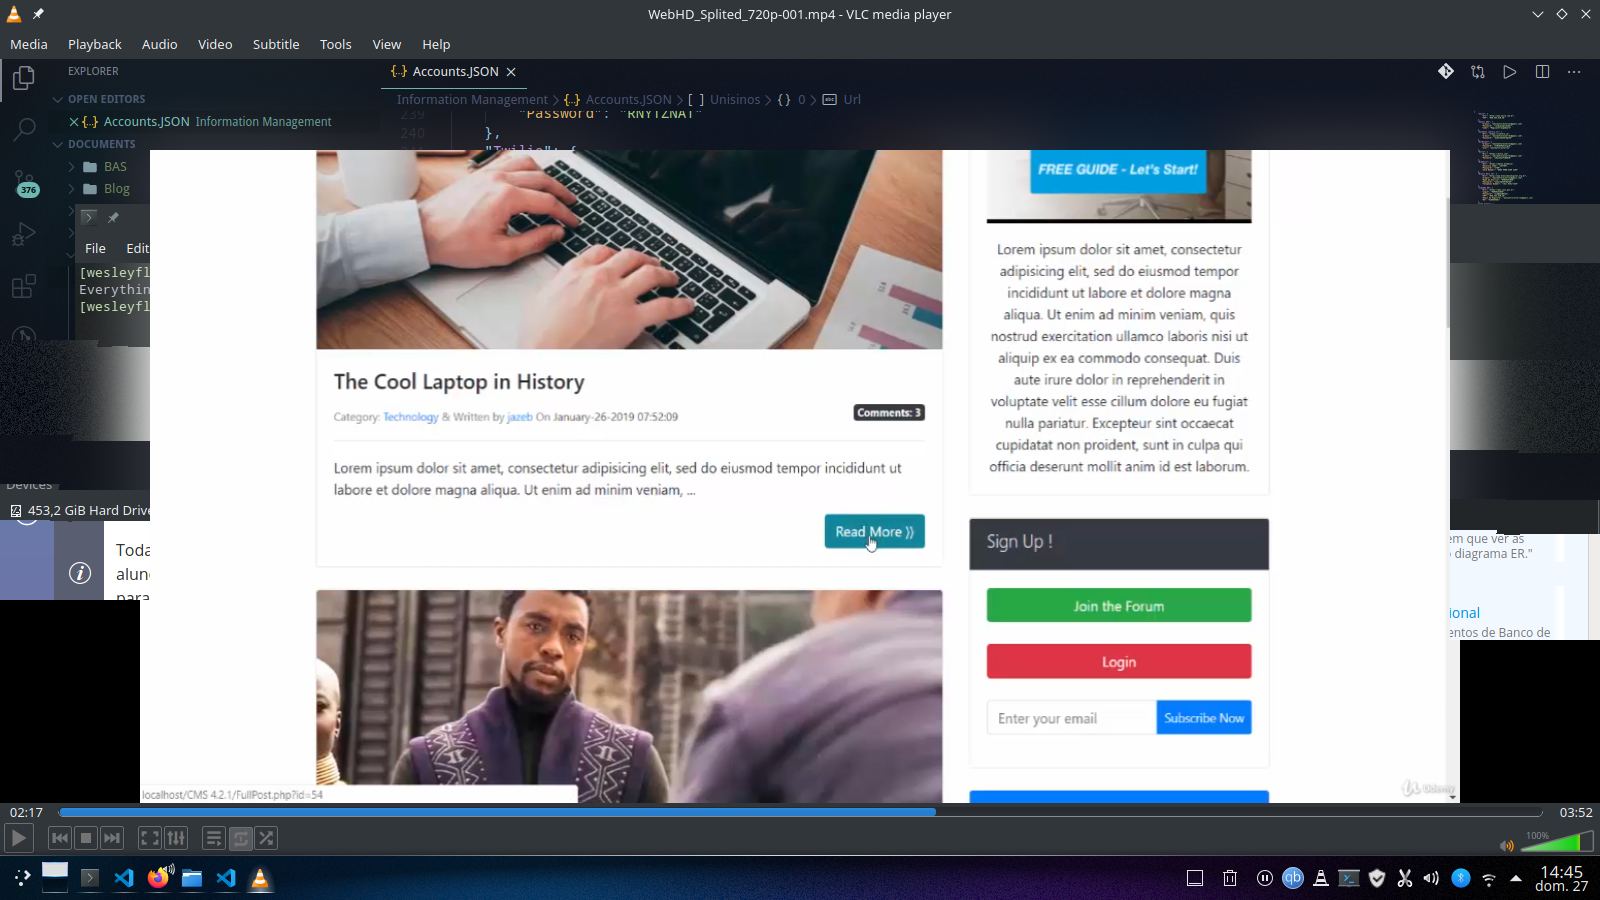 WebHD_Splited_720p-001.mp4 - VLC media player
Media Playback Audio Video Subtitle Tools View Help
EXPLORER
{..} Accounts.JSON ×
OPEN EDITORS
Information Management > {..} Accounts.JSON > [ ] Unisinos > { } 0 > abc Url
× {..} Accounts.JSON Information Management
239 "Password": "RNYTZNAT"
240 },
DOCUMENTS
> BAS
> Blog
376
File Edit
[wesleyfl
Everythin
[wesleyfl
FREE GUIDE - Let's Start!
Lorem ipsum dolor sit amet, consectetur
adipisicing elit, sed do eiusmod tempor
incididunt ut labore et dolore magna
aliqua. Ut enim ad minim veniam, quis
nostrud exercitation ullamco laboris nisi ut
aliquip ex ea commodo consequat. Duis
aute irure dolor in reprehenderit in
voluptate velit esse cillum dolore eu fugiat
nulla pariatur. Excepteur sint occaecat
cupidatat non proident, sunt in culpa qui
officia deserunt mollit anim id est laborum.
The Cool Laptop in History
Category: Technology & Written by jazeb On January-26-2019 07:52:09
Comments: 3
Lorem ipsum dolor sit amet, consectetur adipisicing elit, sed do eiusmod tempor incididunt ut
labore et dolore magna aliqua. Ut enim ad minim veniam, ...
Read More ⟩⟩
Devices
453,2 GiB Hard Drive
Toda
alun
para
Sign Up !
Join the Forum
Login
Enter your email
Subscribe Now
em que ver as
diagrama ER."
ional
entos de Banco de
localhost/CMS 4.2.1/FullPost.php?id=54
Udemy
02:17
03:52
100%
qb
14:45
dom. 27